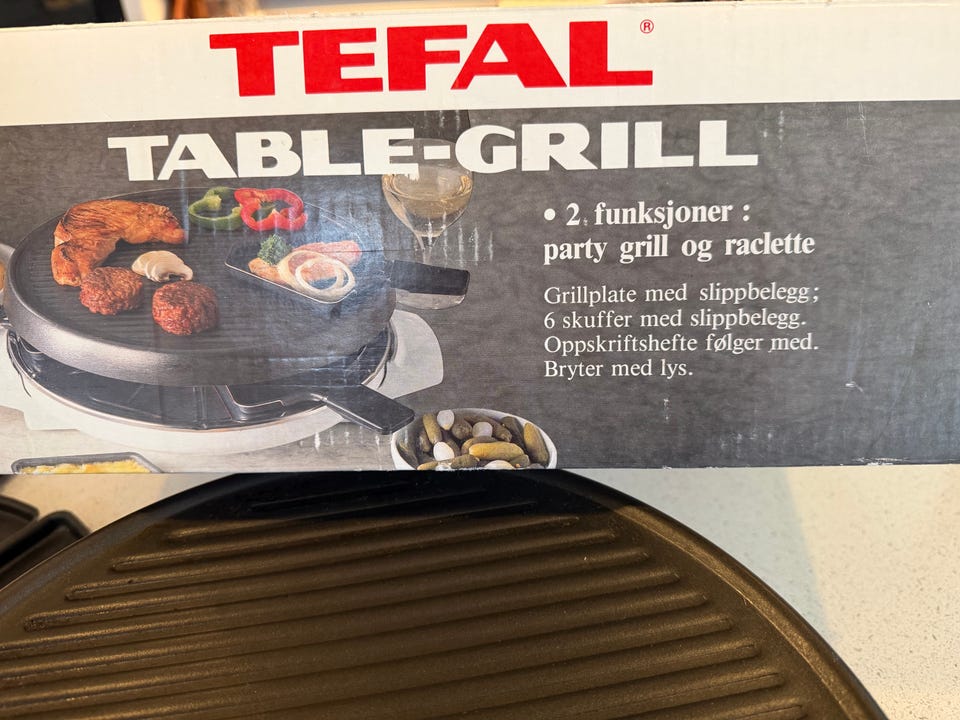 TEFAL®
TABLE-GRILL
• 2 funksjoner :
party grill og raclette
Grillplate med slippbelegg;
6 skuffer med slippbelegg.
Oppskriftshefte følger med.
Bryter med lys.